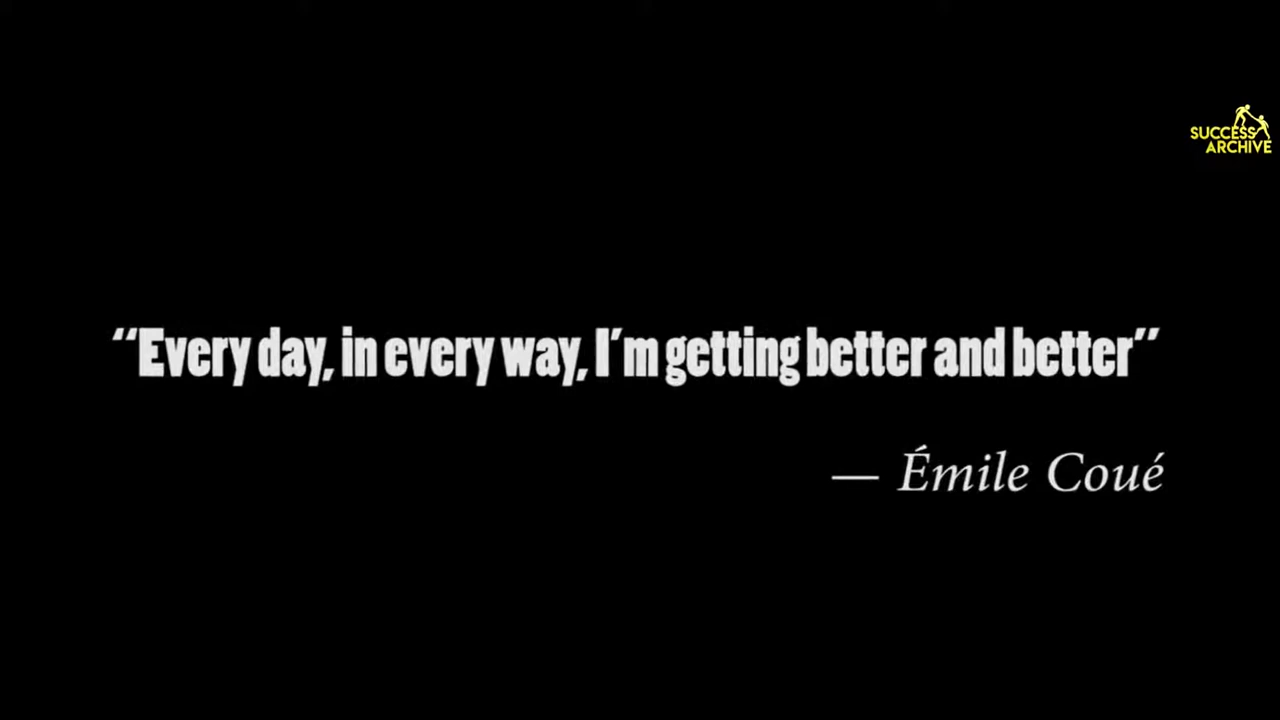 SUCCESS
ARCHIVE
“Every day, in every way, I'm getting better and better”
— Émile Coué